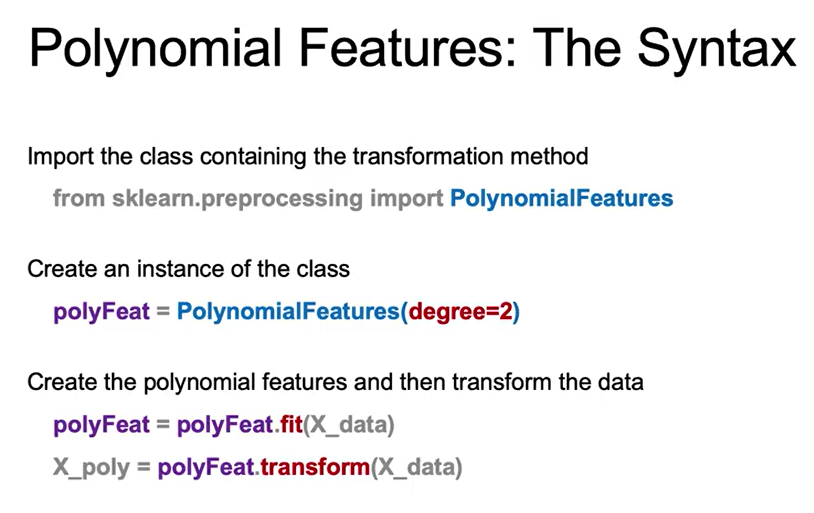 Polynomial Features: The Syntax
Import the class containing the transformation method
from sklearn.preprocessing import PolynomialFeatures
Create an instance of the class
polyFeat = PolynomialFeatures(degree=2)
Create the polynomial features and then transform the data
polyFeat = polyFeat.fit(X_data)
X_poly = polyFeat.transform(X_data)